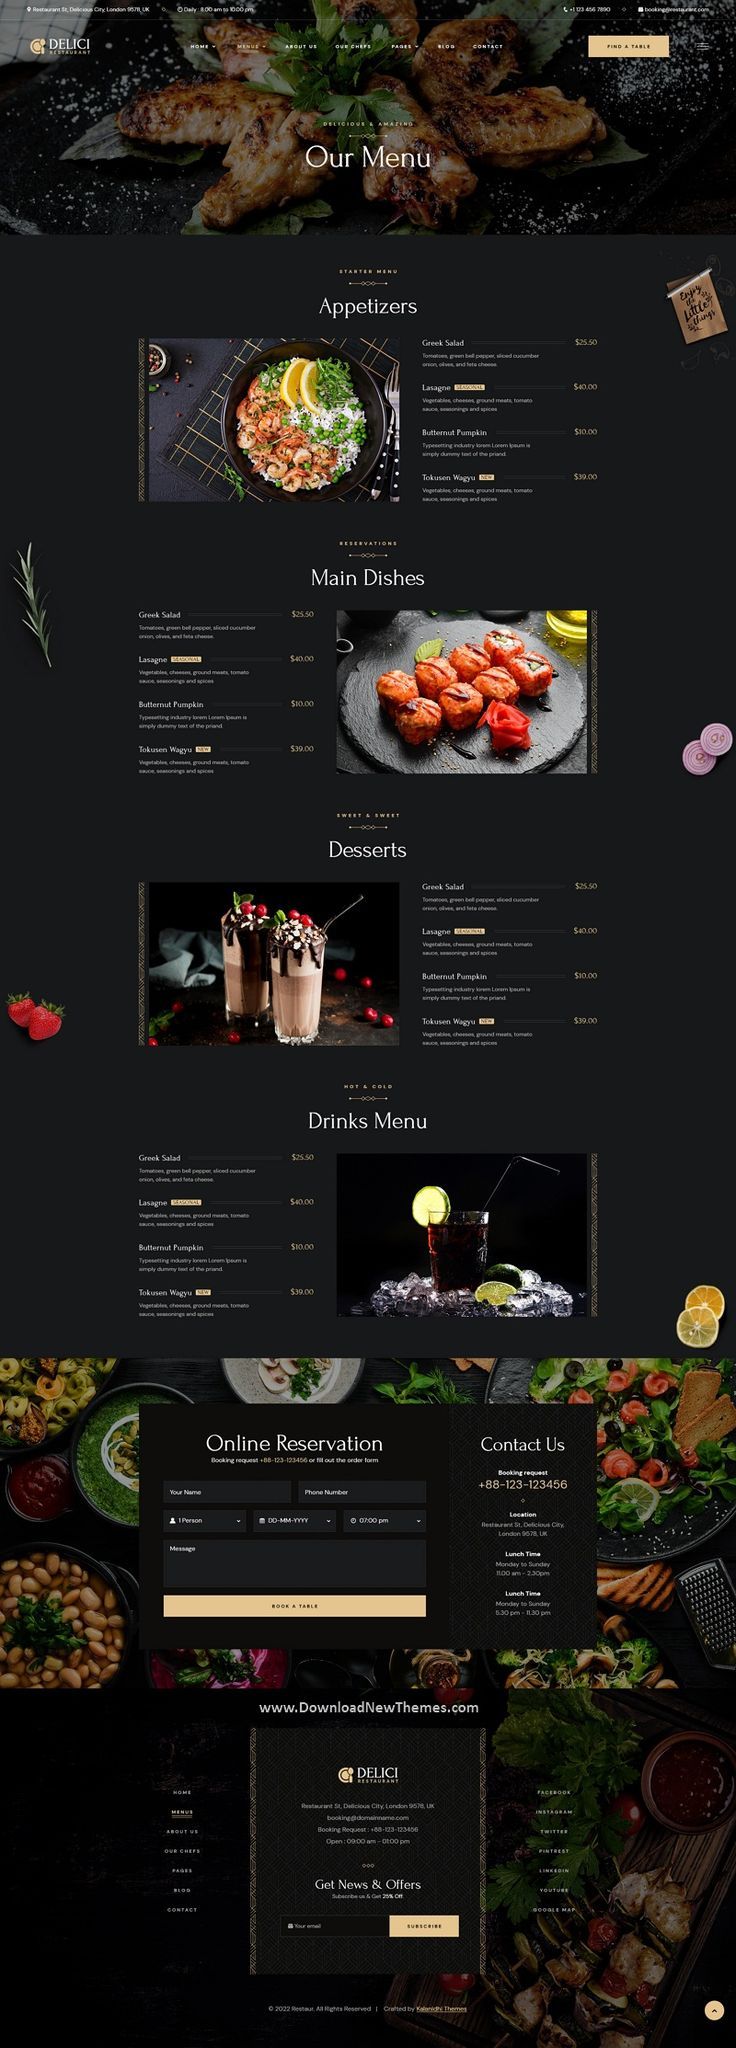 Restaurant St, Delicious City, London 9578, UK
Daily : 8.00 am to 10.00 pm
+1 123 456 7890
booking@restaurant.com
DELICI
RESTAURANT
HOME
MENUS
ABOUT US
OUR CHEFS
PAGES
BLOG
CONTACT
FIND A TABLE
DELICIOUS & AMAZING
Our Menu
STARTER MENU
Appetizers
Enjoy
the
Little
things
Greek Salad $25.50
Tomatoes, green bell pepper, sliced cucumber
onion, olives, and feta cheese.
Lasagne SEASONAL $40.00
Vegetables, cheeses, ground meats, tomato
sauce, seasonings and spices
Butternut Pumpkin $10.00
Typesetting industry lorem Lorem Ipsum is
simply dummy text of the priand.
Tokusen Wagyu NEW $39.00
Vegetables, cheeses, ground meats, tomato
sauce, seasonings and spices
RESERVATIONS
Main Dishes
Greek Salad $25.50
Tomatoes, green bell pepper, sliced cucumber
onion, olives, and feta cheese.
Lasagne SEASONAL $40.00
Vegetables, cheeses, ground meats, tomato
sauce, seasonings and spices
Butternut Pumpkin $10.00
Typesetting industry lorem Lorem Ipsum is
simply dummy text of the priand.
Tokusen Wagyu NEW $39.00
Vegetables, cheeses, ground meats, tomato
sauce, seasonings and spices
SWEET & SWEET
Desserts
Greek Salad $25.50
Tomatoes, green bell pepper, sliced cucumber
onion, olives, and feta cheese.
Lasagne SEASONAL $40.00
Vegetables, cheeses, ground meats, tomato
sauce, seasonings and spices
Butternut Pumpkin $10.00
Typesetting industry lorem Lorem Ipsum is
simply dummy text of the priand.
Tokusen Wagyu NEW $39.00
Vegetables, cheeses, ground meats, tomato
sauce, seasonings and spices
HOT & COLD
Drinks Menu
Greek Salad $25.50
Tomatoes, green bell pepper, sliced cucumber
onion, olives, and feta cheese.
Lasagne SEASONAL $40.00
Vegetables, cheeses, ground meats, tomato
sauce, seasonings and spices
Butternut Pumpkin $10.00
Typesetting industry lorem Lorem Ipsum is
simply dummy text of the priand.
Tokusen Wagyu NEW $39.00
Vegetables, cheeses, ground meats, tomato
sauce, seasonings and spices
Online Reservation
Booking request +88-123-123456 or fill out the order form
Your Name
Phone Number
1 Person
DD-MM-YYYY
07:00 pm
Message
BOOK A TABLE
Contact Us
Booking request
+88-123-123456
Location
Restaurant St, Delicious City,
London 9578, UK
Lunch Time
Monday to Sunday
11.00 am - 2.30pm
Lunch Time
Monday to Sunday
5.30 pm - 11.30 pm
www.DownloadNewThemes.com
HOME
MENUS
ABOUT US
OUR CHEFS
PAGES
BLOG
CONTACT
DELICI
RESTAURANT
Restaurant St, Delicious City, London 9578, UK
booking@domainname.com
Booking Request : +88-123-123456
Open : 09:00 am - 01:00 pm
Get News & Offers
Subscribe us & Get 25% Off.
Your email
SUBSCRIBE
FACEBOOK
INSTAGRAM
TWITTER
PINTREST
LINKEDIN
YOUTUBE
GOOGLE MAP
© 2022 Restaur. All Rights Reserved | Crafted by Kalanidhi Themes